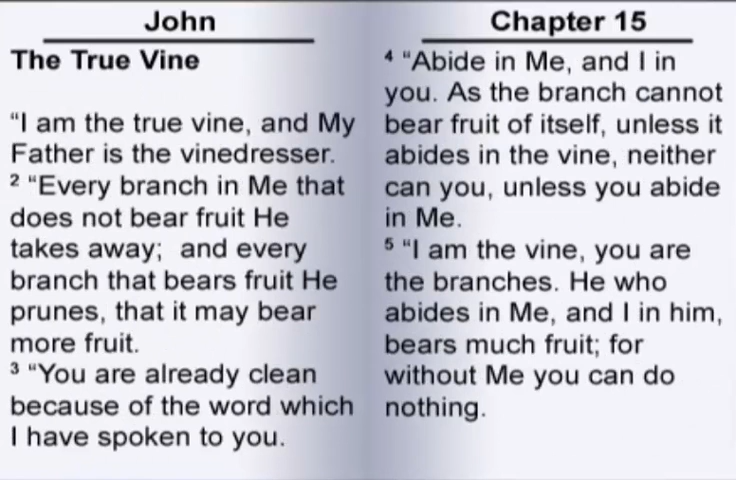 John
The True Vine
“I am the true vine, and My
Father is the vinedresser.
² “Every branch in Me that
does not bear fruit He
takes away;  and every
branch that bears fruit He
prunes, that it may bear
more fruit.
³ “You are already clean
because of the word which
I have spoken to you.
Chapter 15
⁴ “Abide in Me, and I in
you. As the branch cannot
bear fruit of itself, unless it
abides in the vine, neither
can you, unless you abide
in Me.
⁵ “I am the vine, you are
the branches. He who
abides in Me, and I in him,
bears much fruit; for
without Me you can do
nothing.